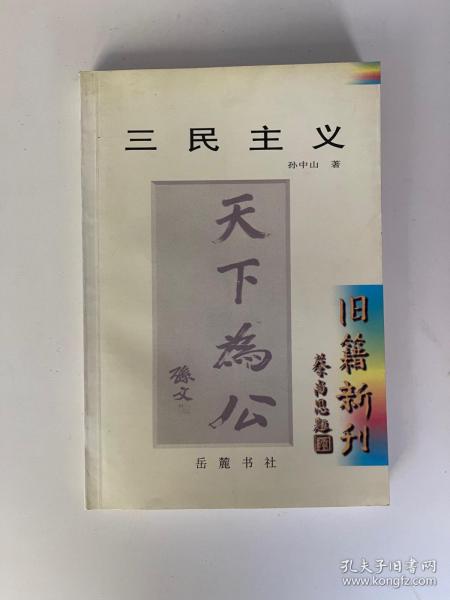 三民主义
孙中山 著
天下為公
孫文
旧籍新刊
蔡尚思题
岳麓书社
孔夫子旧书网
www.kongfz.com